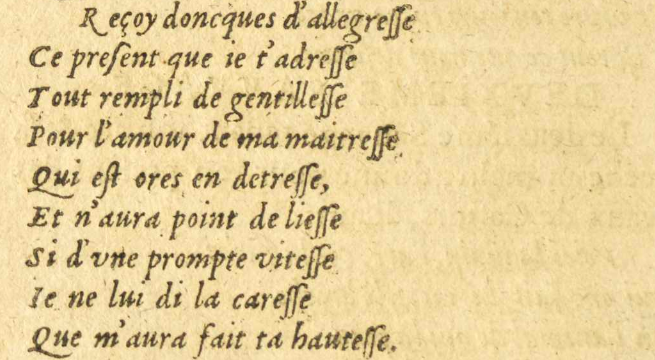 Reçoy doncques d'allegresse
Ce present que ie t'adresse
Tout rempli de gentillesse
Pour l'amour de ma maitresse
Qui est ores en detresse,
Et n'aura point de liesse
Si d'vne prompte vitesse
Ie ne lui di la caresse
Que m'aura fait ta hautesse.